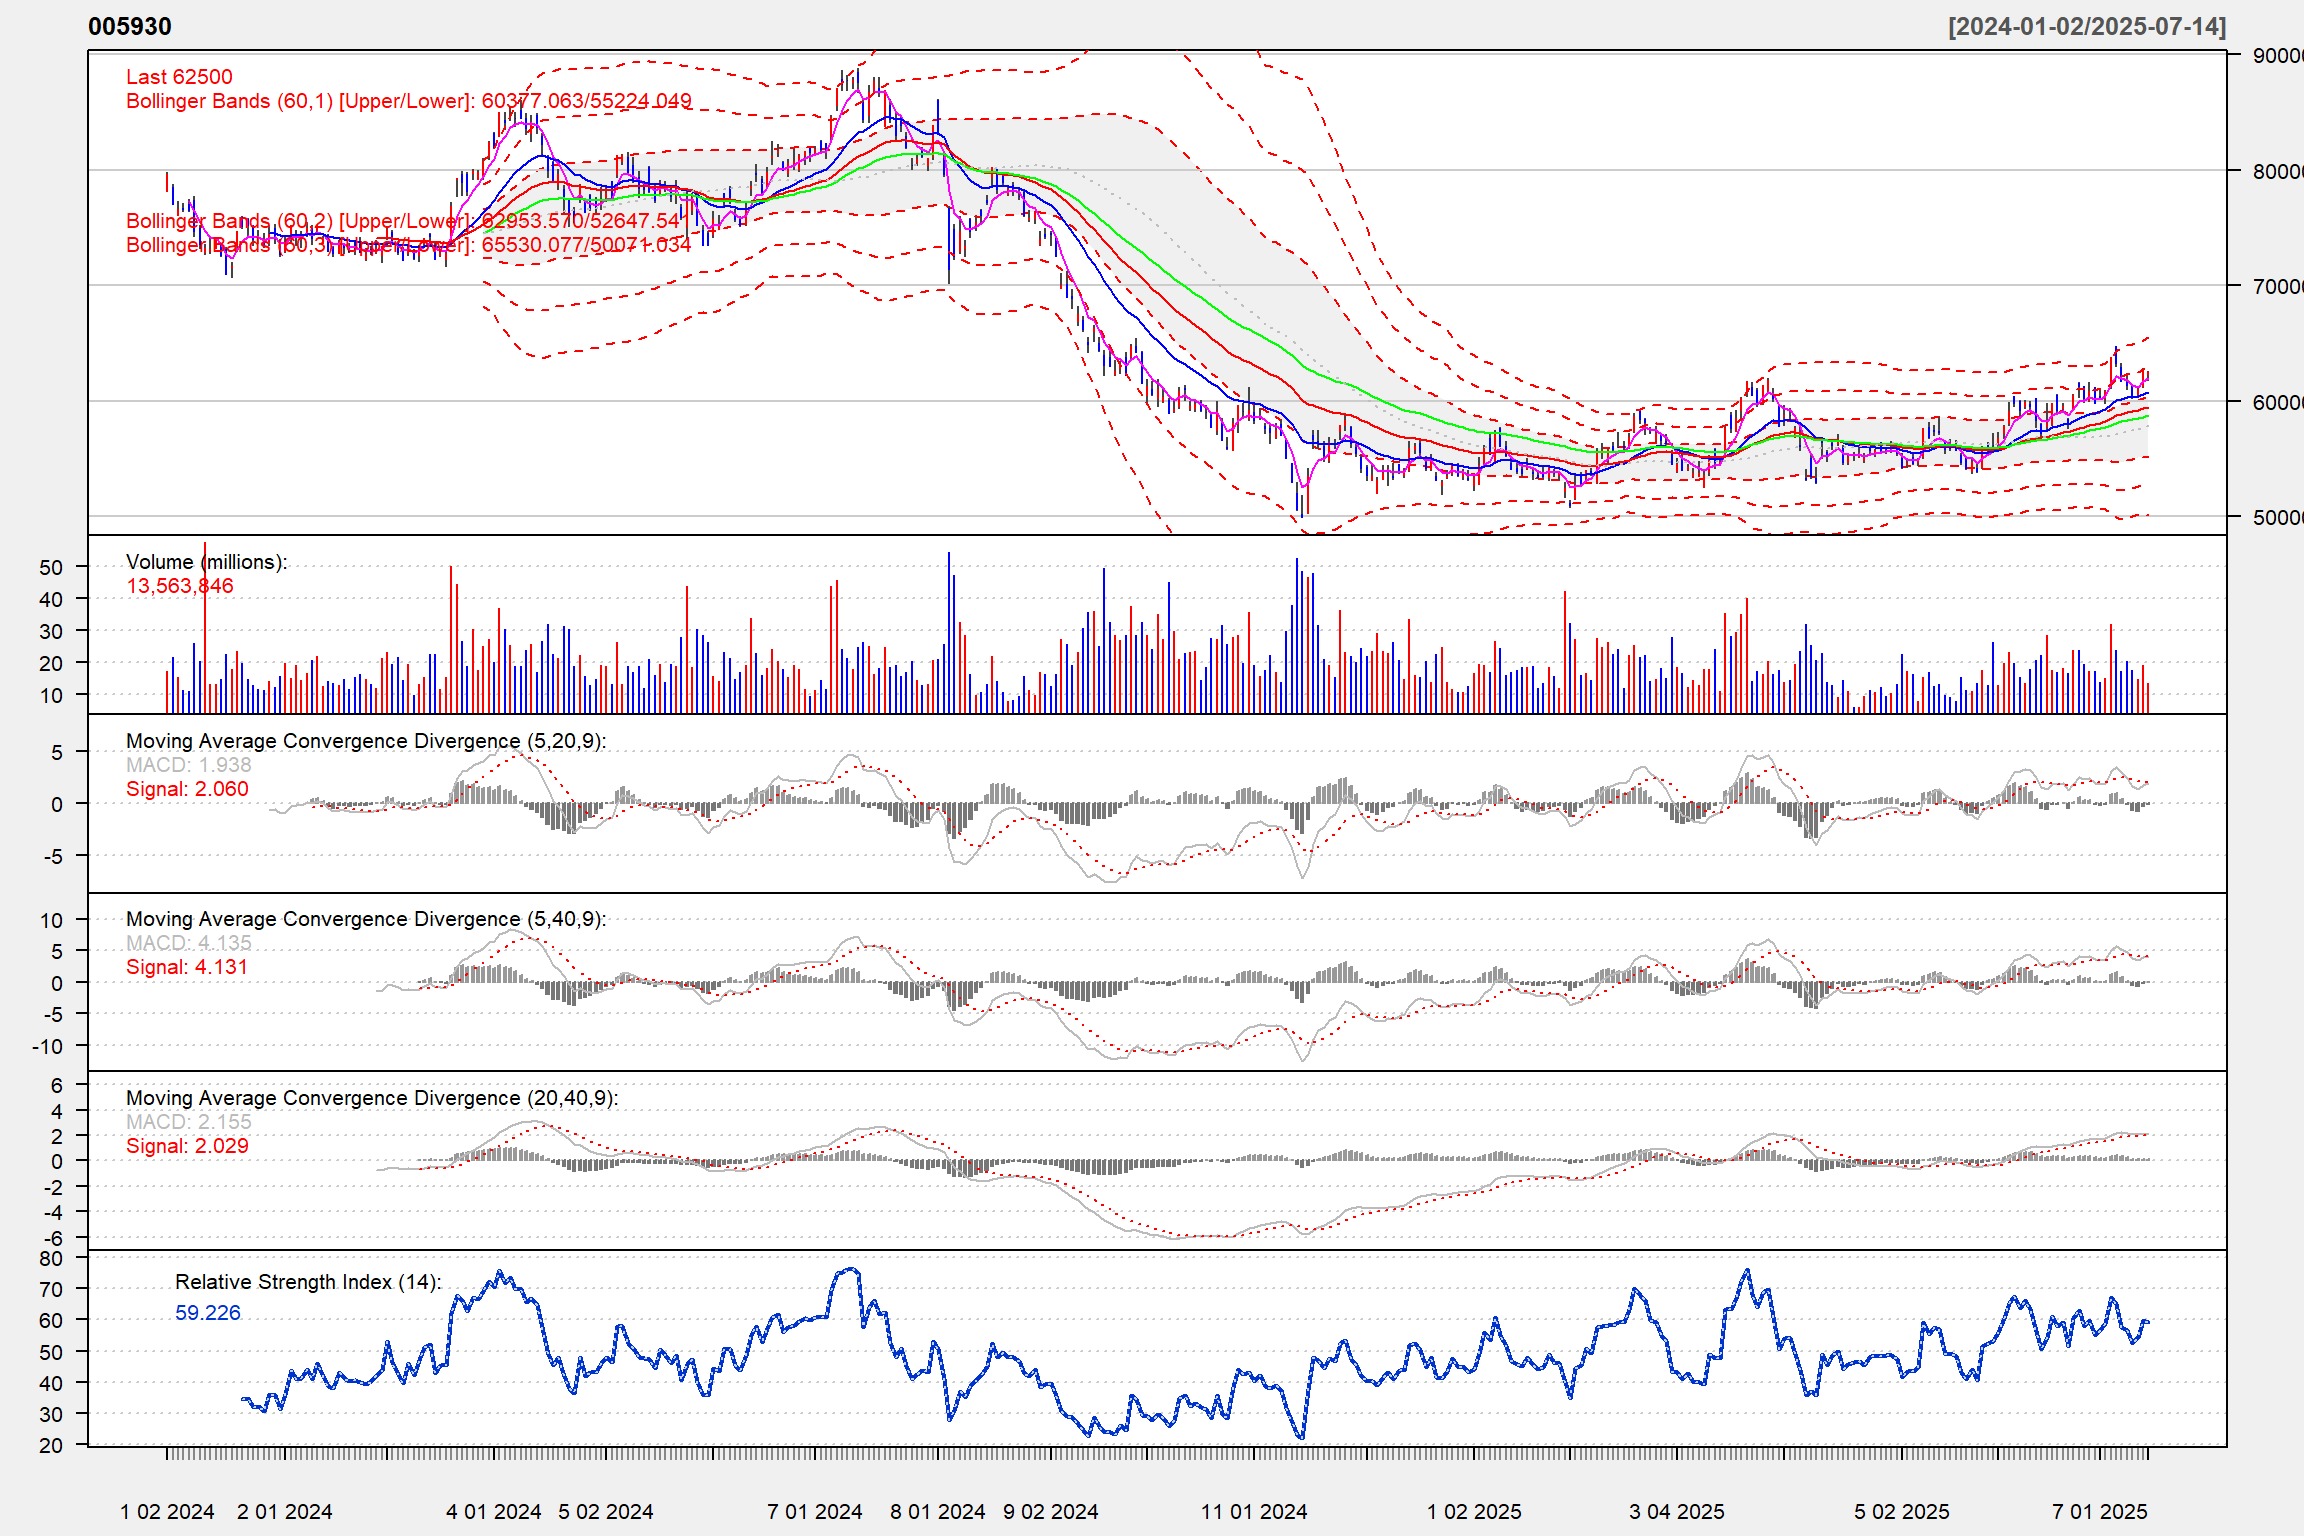 005930 [2024-01-02/2025-07-14]
Last 62500
Bollinger Bands (60,1) [Upper/Lower]: 60377.063/55224.049
Bollinger Bands (60,2) [Upper/Lower]: 62953.570/52647.54
Bollinger Bands (60,3) [Upper/Lower]: 65530.077/50071.034
90000
80000
70000
60000
50000
Volume (millions):
13,563,846
50
40
30
20
10
Moving Average Convergence Divergence (5,20,9):
MACD: 1.938
Signal: 2.060
5
0
-5
Moving Average Convergence Divergence (5,40,9):
MACD: 4.135
Signal: 4.131
10
5
0
-5
-10
Moving Average Convergence Divergence (20,40,9):
MACD: 2.155
Signal: 2.029
6
4
2
0
-2
-4
-6
Relative Strength Index (14):
59.226
80
70
60
50
40
30
20
1 02 2024 2 01 2024 4 01 2024 5 02 2024 7 01 2024 8 01 2024 9 02 2024 11 01 2024 1 02 2025 3 04 2025 5 02 2025 7 01 2025